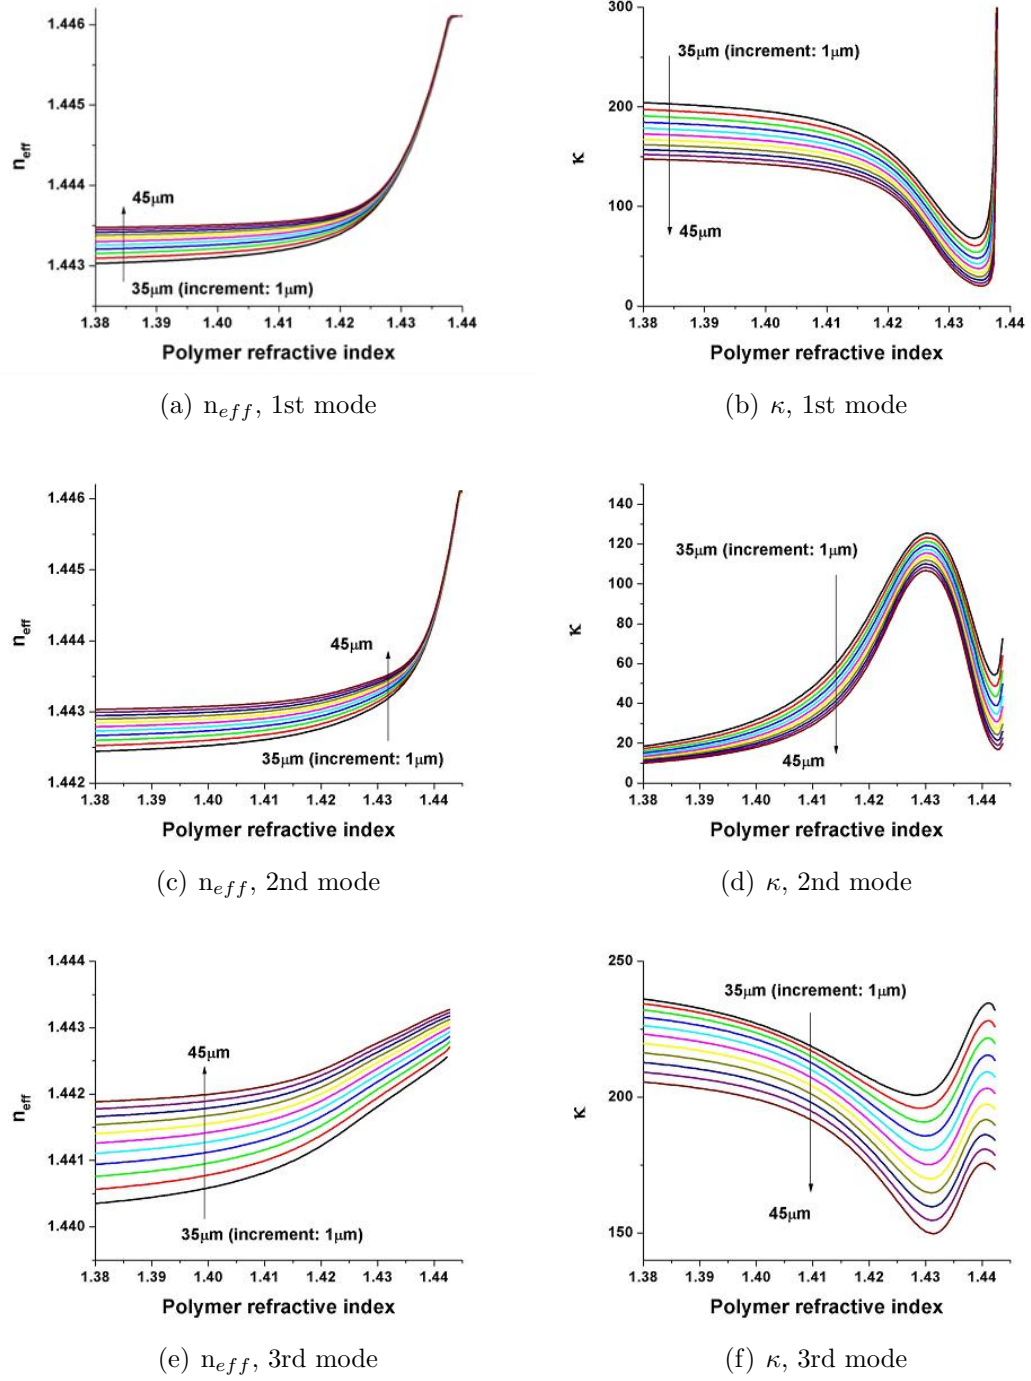 1.446
1.445
1.444
1.443
n_eff
45μm
35μm (increment: 1μm)
1.38 1.39 1.40 1.41 1.42 1.43 1.44
Polymer refractive index
(a) n_eff, 1st mode
300
200
100
0
κ
35μm (increment: 1μm)
45μm
1.38 1.39 1.40 1.41 1.42 1.43 1.44
Polymer refractive index
(b) κ, 1st mode
1.446
1.445
1.444
1.443
1.442
n_eff
45μm
35μm (increment: 1μm)
1.38 1.39 1.40 1.41 1.42 1.43 1.44
Polymer refractive index
(c) n_eff, 2nd mode
140
120
100
80
60
40
20
0
κ
35μm (increment: 1μm)
45μm
1.38 1.39 1.40 1.41 1.42 1.43 1.44
Polymer refractive index
(d) κ, 2nd mode
1.444
1.443
1.442
1.441
1.440
n_eff
45μm
35μm (increment: 1μm)
1.38 1.39 1.40 1.41 1.42 1.43 1.44
Polymer refractive index
(e) n_eff, 3rd mode
250
200
150
κ
35μm (increment: 1μm)
45μm
1.38 1.39 1.40 1.41 1.42 1.43 1.44
Polymer refractive index
(f) κ, 3rd mode